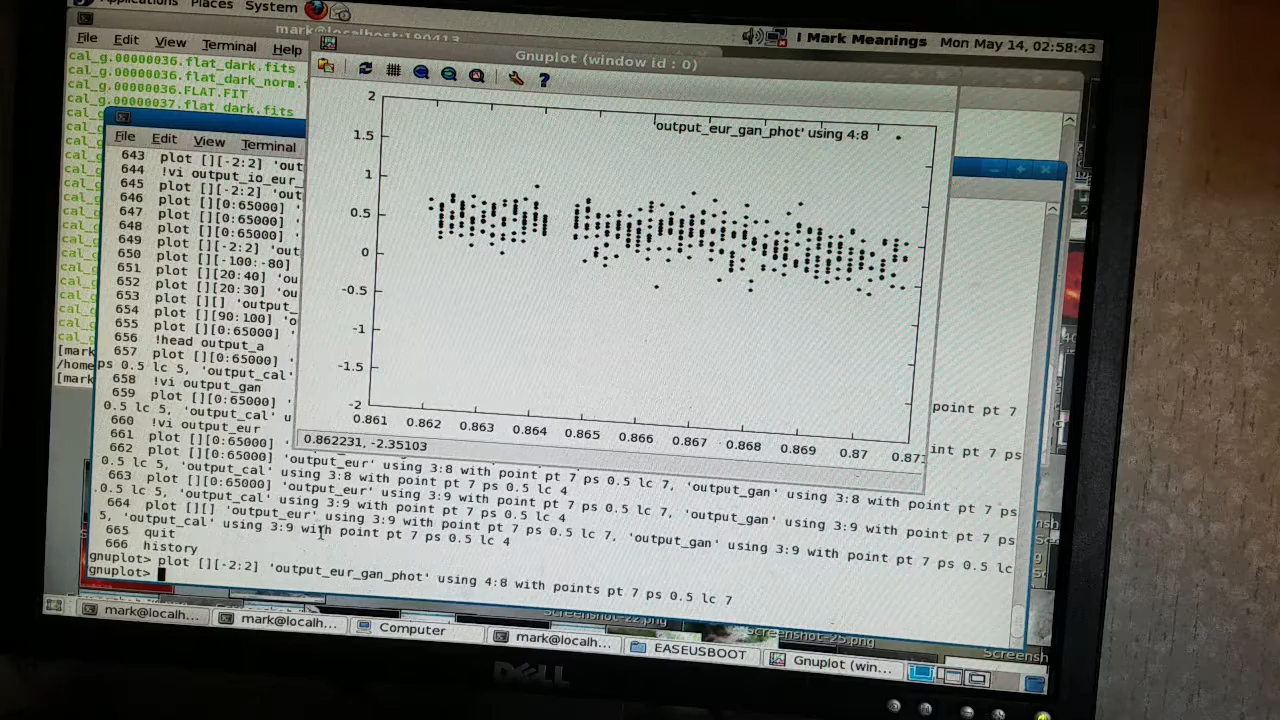 Applications Places System
I Mark Meanings Mon May 14, 02:58:43
mark@localhost:190413
File Edit View Terminal Help
cal_g.00000036.flat_dark.fits
cal_g.00000036.flat_dark_norm.
cal_g.00000036.FLAT.FIT
cal_g.00000037.flat_dark.fits
[mark
/home
[mark
Gnuplot (window id : 0)
'output_eur_gan_phot' using 4:8
2
1.5
1
0.5
0
-0.5
-1
-1.5
-2
0.861 0.862 0.863 0.864 0.865 0.866 0.867 0.868 0.869 0.87 0.871
0.862231, -2.35103
File Edit View Terminal
643 plot [][-2:2] 'out
644 !vi output_io_eur_
645 plot [][-2:2] 'out
646 plot [][0:65000] '
647 plot [][0:65000] '
648 plot [][0:65000] '
649 plot [][-2:2] 'out
650 plot [][-100:-80]
651 plot [][20:40] 'ou
652 plot [][20:30] 'ou
653 plot [][] 'output_
654 plot [][90:100] 'o
655 plot [][0:65000] '
656 !head output_a
657 plot [][0:65000] '
ps 0.5 lc 5, 'output_cal'
658 !vi output_gan
659 plot [][0:65000] '
point pt 7
0.5 lc 5, 'output_cal' u
660 !vi output_eur
661 plot [][0:65000] '
int pt 7 ps
662 plot [][0:65000] 'output_eur' using 3:8 with point pt 7 ps 0.5 lc 7, 'output_gan' using 3:8 with point pt 7 ps
0.5 lc 5, 'output_cal' using 3:8 with point pt 7 ps 0.5 lc 4
663 plot [][0:65000] 'output_eur' using 3:9 with point pt 7 ps 0.5 lc 7, 'output_gan' using 3:9 with point pt 7 ps
0.5 lc 5, 'output_cal' using 3:9 with point pt 7 ps 0.5 lc 4
664 plot [][] 'output_eur' using 3:9 with point pt 7 ps 0.5 lc 7, 'output_gan' using 3:9 with point pt 7 ps 0.5 lc
5, 'output_cal' using 3:9 with point pt 7 ps 0.5 lc 4
665 quit
666 history
gnuplot> plot [][-2:2] 'output_eur_gan_phot' using 4:8 with points pt 7 ps 0.5 lc 7
gnuplot>
Screenshot-22.png
Screenshot-25.png
Screensh
mark@localh...
mark@localh...
Computer
mark@localh...
EASEUSBOOT
Gnuplot (win...
DELL